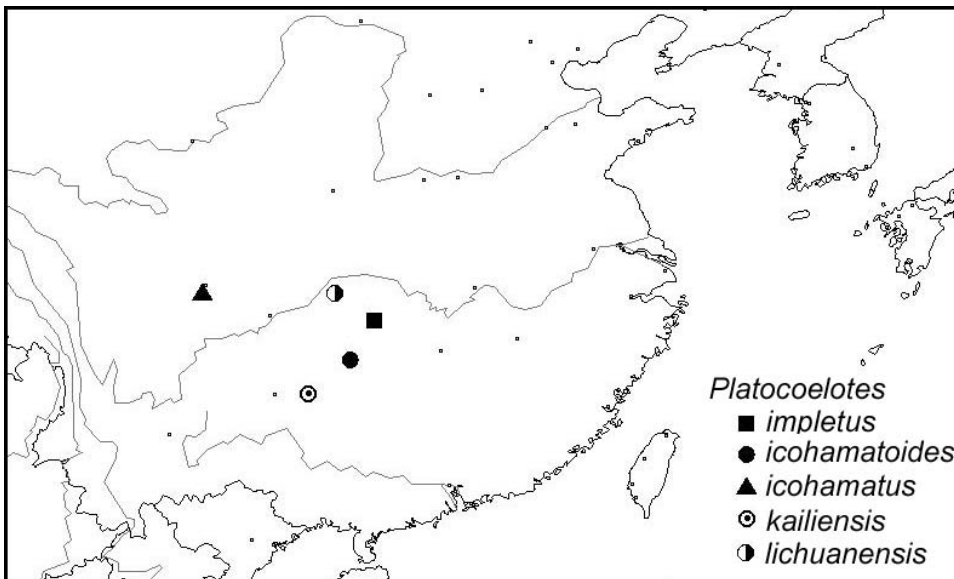 Platocoelotes
impletus
icohamatoides
icohamatus
kailiensis
lichuanensis